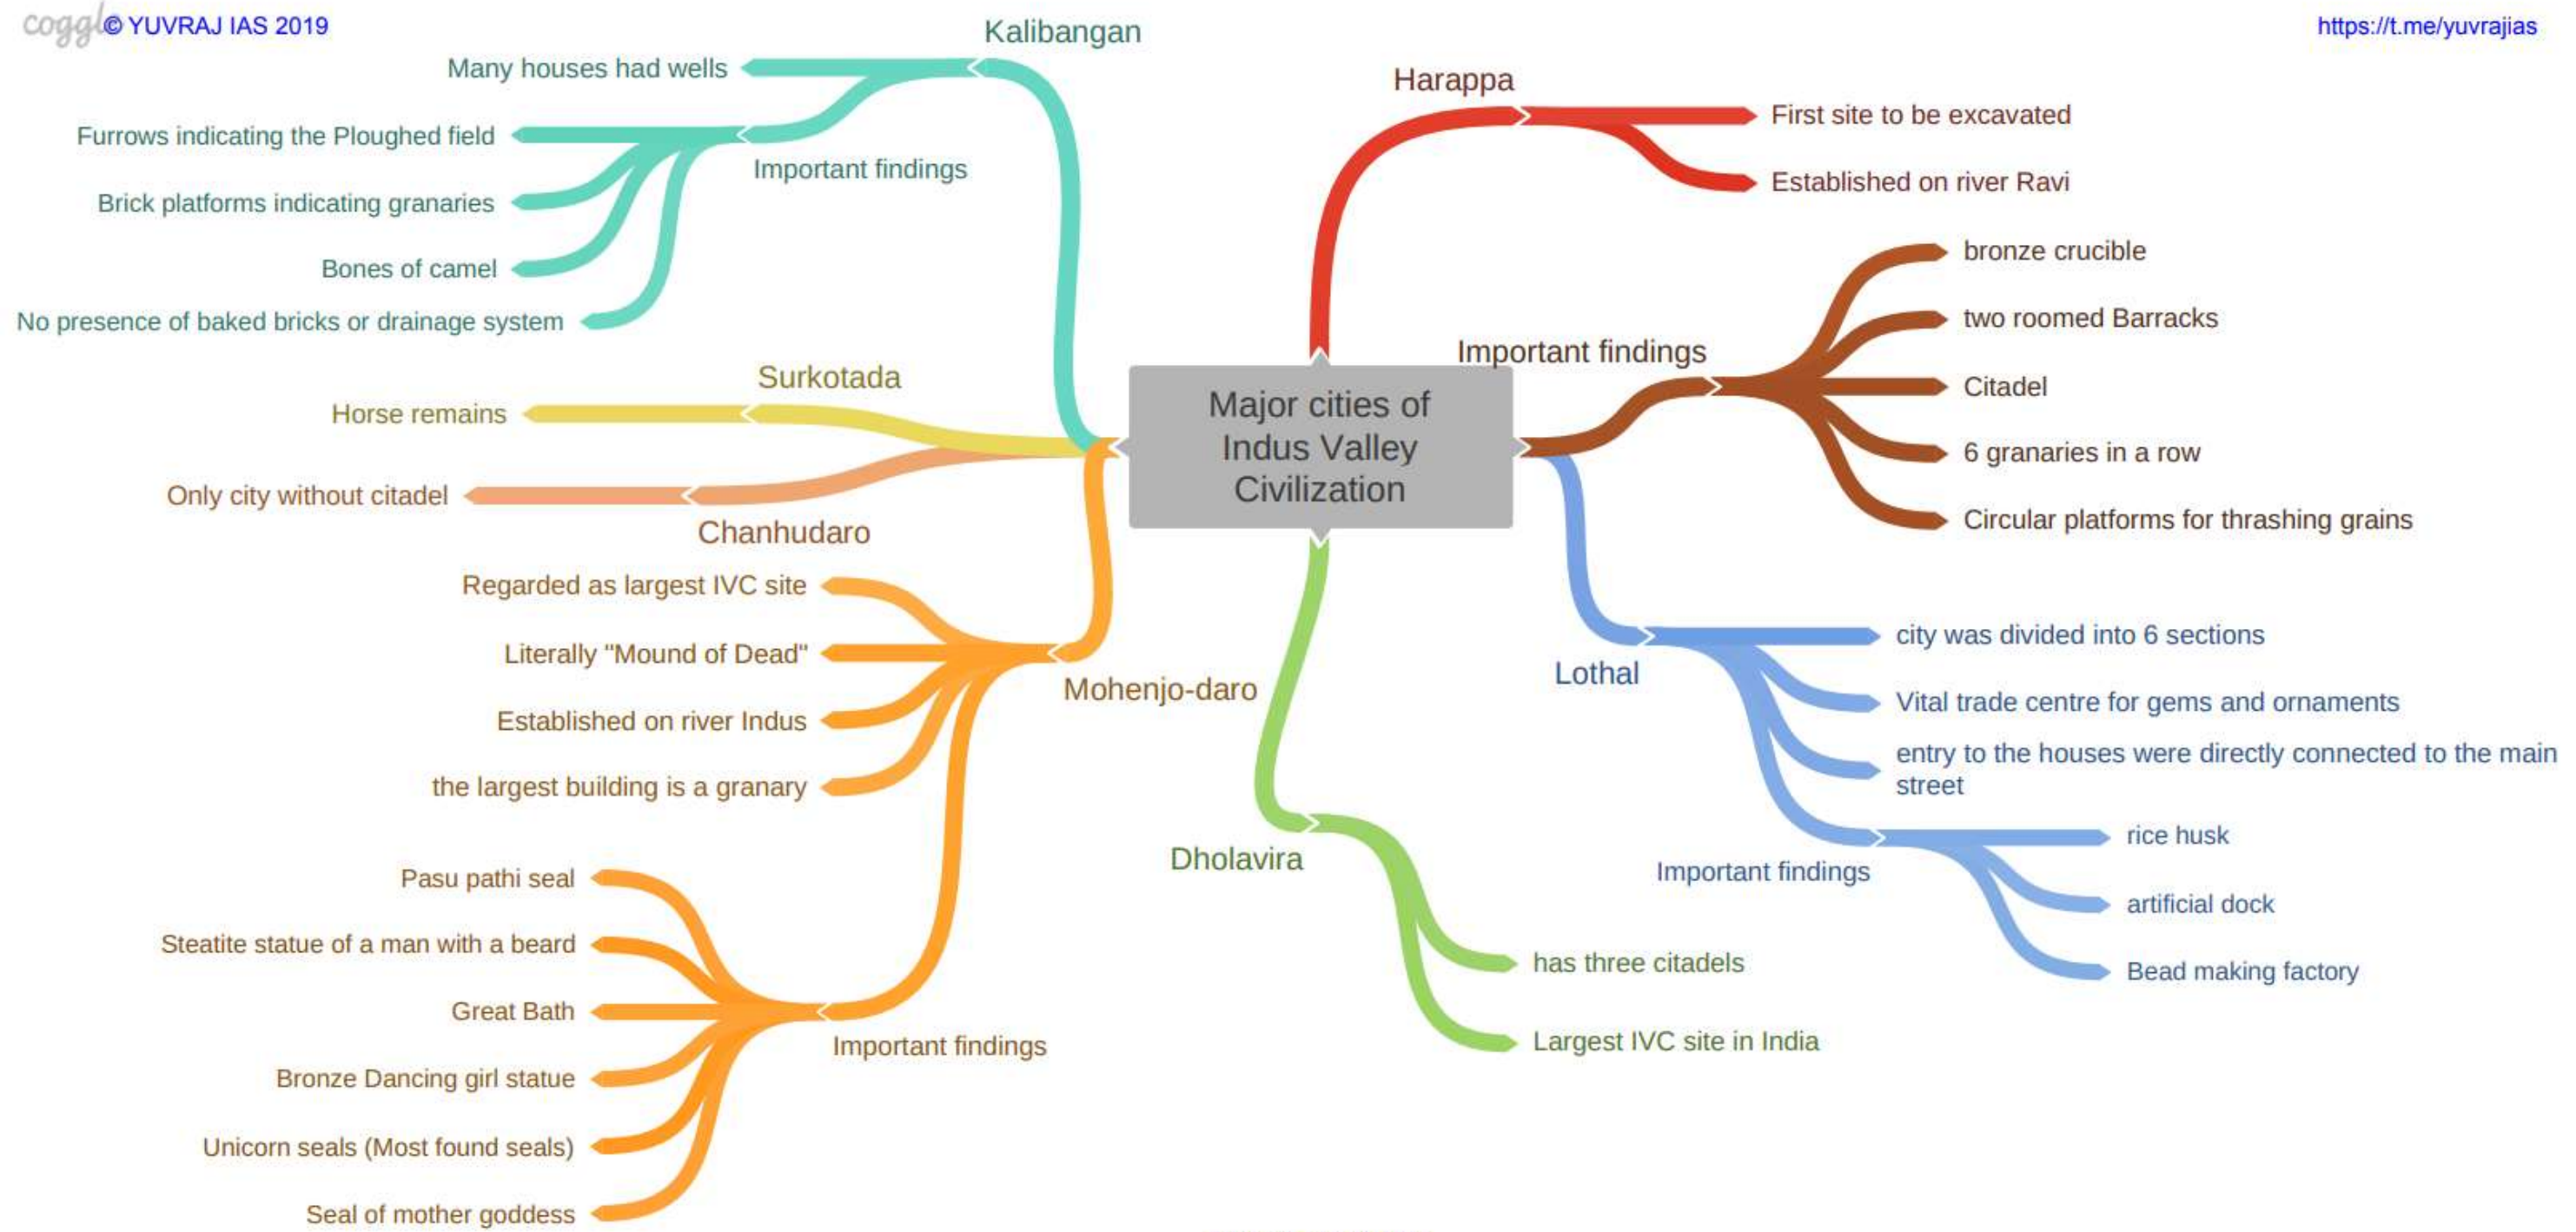 coggle
© YUVRAJ IAS 2019
https://t.me/yuvrajias
Major cities of
Indus Valley
Civilization
Kalibangan
Many houses had wells
Important findings
Furrows indicating the Ploughed field
Brick platforms indicating granaries
Bones of camel
No presence of baked bricks or drainage system
Surkotada
Horse remains
Chanhudaro
Only city without citadel
Mohenjo-daro
Regarded as largest IVC site
Literally "Mound of Dead"
Established on river Indus
the largest building is a granary
Important findings
Pasu pathi seal
Steatite statue of a man with a beard
Great Bath
Bronze Dancing girl statue
Unicorn seals (Most found seals)
Seal of mother goddess
Harappa
First site to be excavated
Established on river Ravi
Important findings
bronze crucible
two roomed Barracks
Citadel
6 granaries in a row
Circular platforms for thrashing grains
Lothal
city was divided into 6 sections
Vital trade centre for gems and ornaments
entry to the houses were directly connected to the main
street
Important findings
rice husk
artificial dock
Bead making factory
Dholavira
has three citadels
Largest IVC site in India